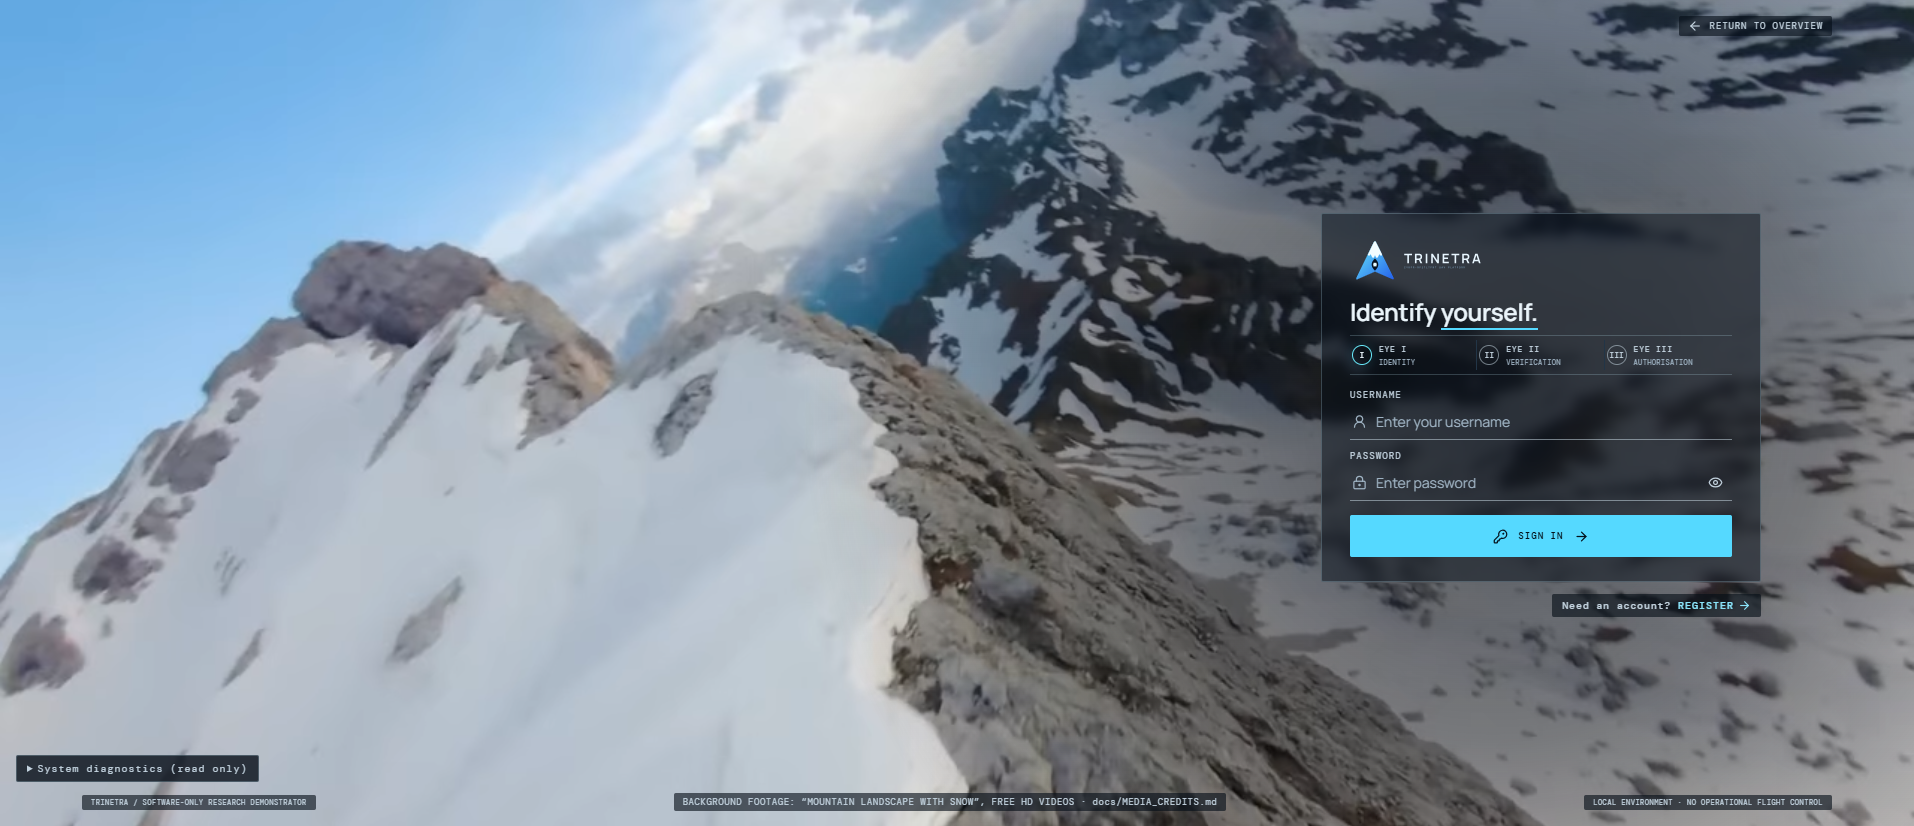 RETURN TO OVERVIEW
TRINETRA
Identify yourself.
I EYE I IDENTITY
II EYE II VERIFICATION
III EYE III AUTHORISATION
USERNAME
Enter your username
PASSWORD
Enter password
SIGN IN
Need an account? REGISTER
System diagnostics (read only)
TRINETRA / SOFTWARE-ONLY RESEARCH DEMONSTRATOR
BACKGROUND FOOTAGE: "MOUNTAIN LANDSCAPE WITH SNOW", FREE HD VIDEOS · docs/MEDIA_CREDITS.md
LOCAL ENVIRONMENT · NO OPERATIONAL FLIGHT CONTROL